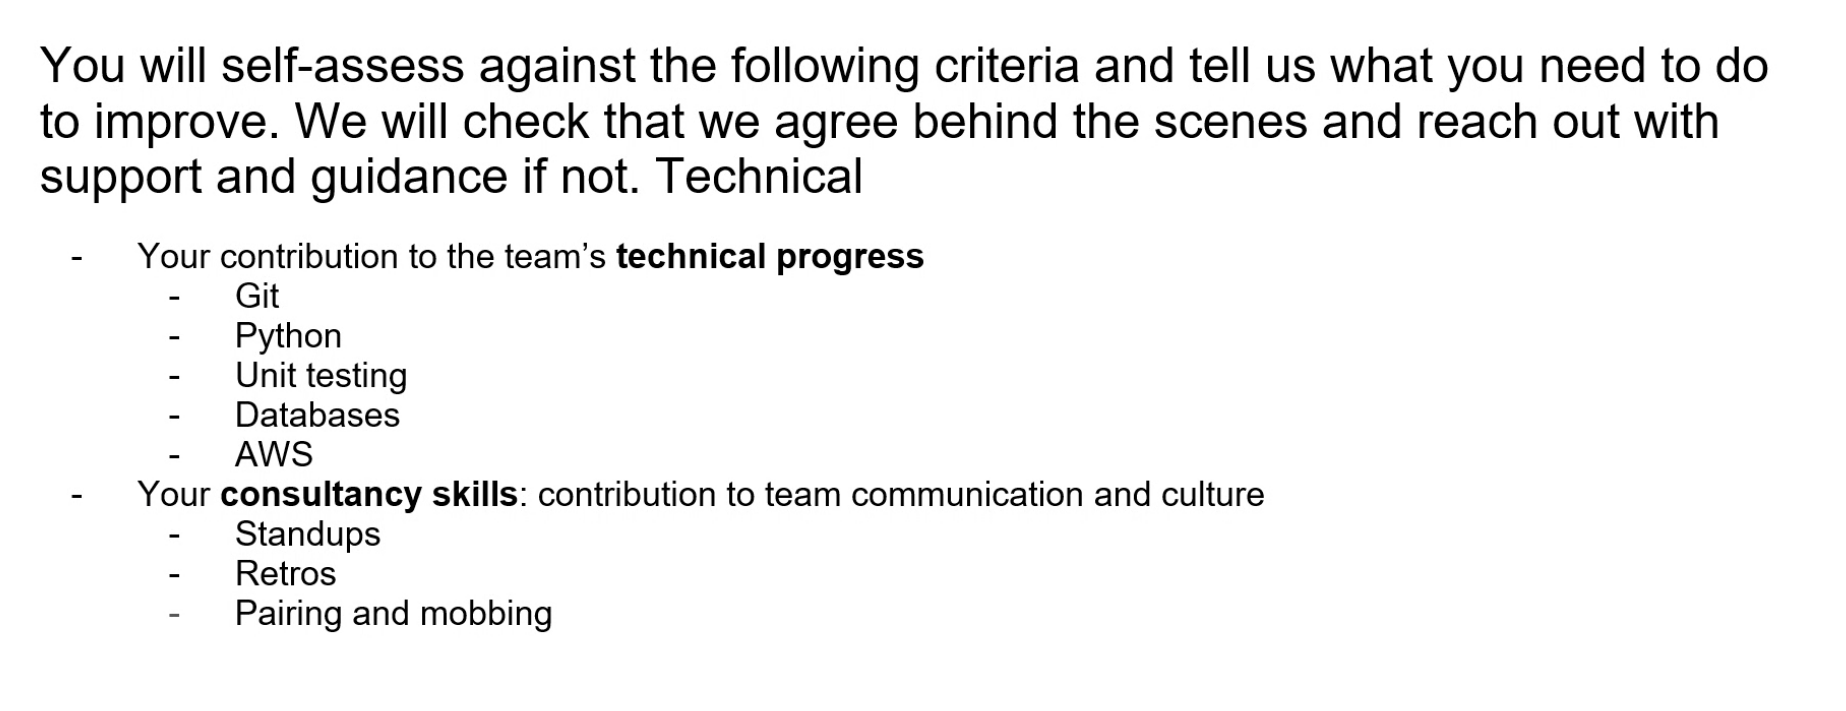 You will self-assess against the following criteria and tell us what you need to do
to improve. We will check that we agree behind the scenes and reach out with
support and guidance if not. Technical
- Your contribution to the team’s technical progress
- Git
- Python
- Unit testing
- Databases
- AWS
- Your consultancy skills: contribution to team communication and culture
- Standups
- Retros
- Pairing and mobbing